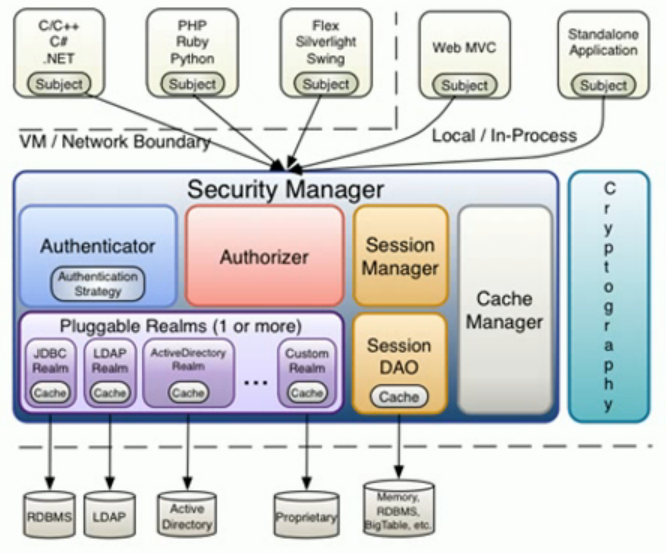 C/C++
C#
.NET
Subject
PHP
Ruby
Python
Subject
Flex
Silverlight
Swing
Subject
Web MVC
Subject
Standalone
Application
Subject
VM / Network Boundary
Local / In-Process
Security Manager
Authenticator
Authentication
Strategy
Authorizer
Session
Manager
Cache
Manager
Cryptography
Pluggable Realms (1 or more)
JDBC
Realm
Cache
LDAP
Realm
Cache
ActiveDirectory
Realm
Cache
...
Custom
Realm
Cache
Session
DAO
Cache
RDBMS
LDAP
Active
Directory
Proprietary
Memory,
RDBMS,
BigTable, etc.